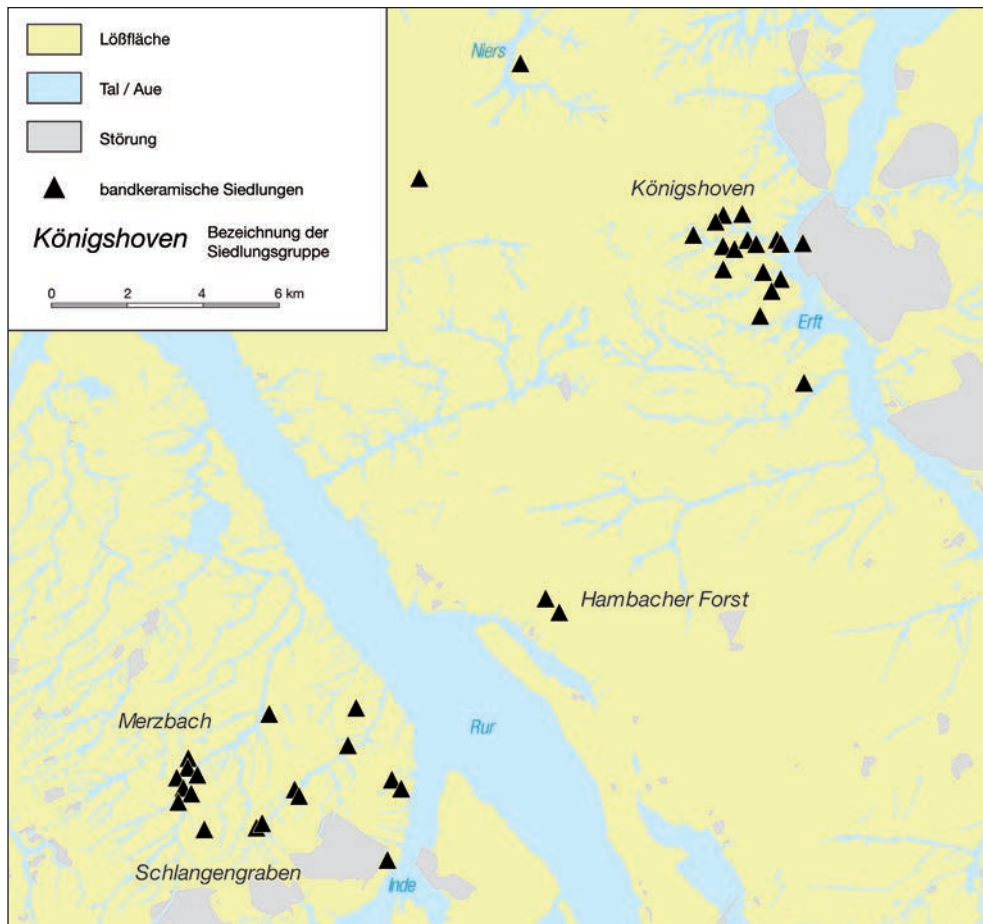 Lößfläche
Tal / Aue
Störung
bandkeramische Siedlungen
Königshoven Bezeichnung der
Siedlungsgruppe
0 2 4 6 km
Niers
Königshoven
Erft
Hambacher Forst
Merzbach
Rur
Schlangengraben
Inde